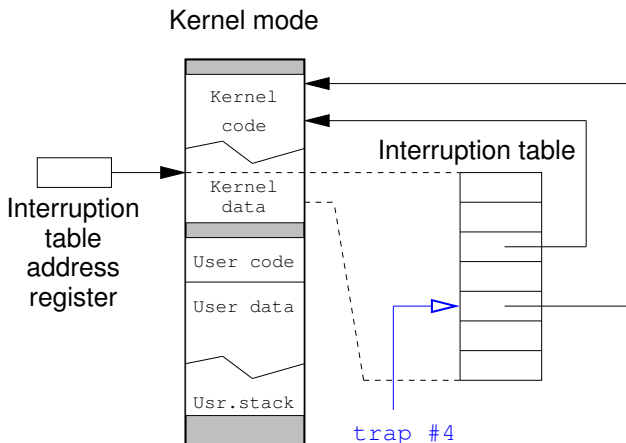 Kernel mode
Kernel
code
Interruption table
Kernel
data
Interruption
table
address
register
User code
User data
Usr.stack
trap #4